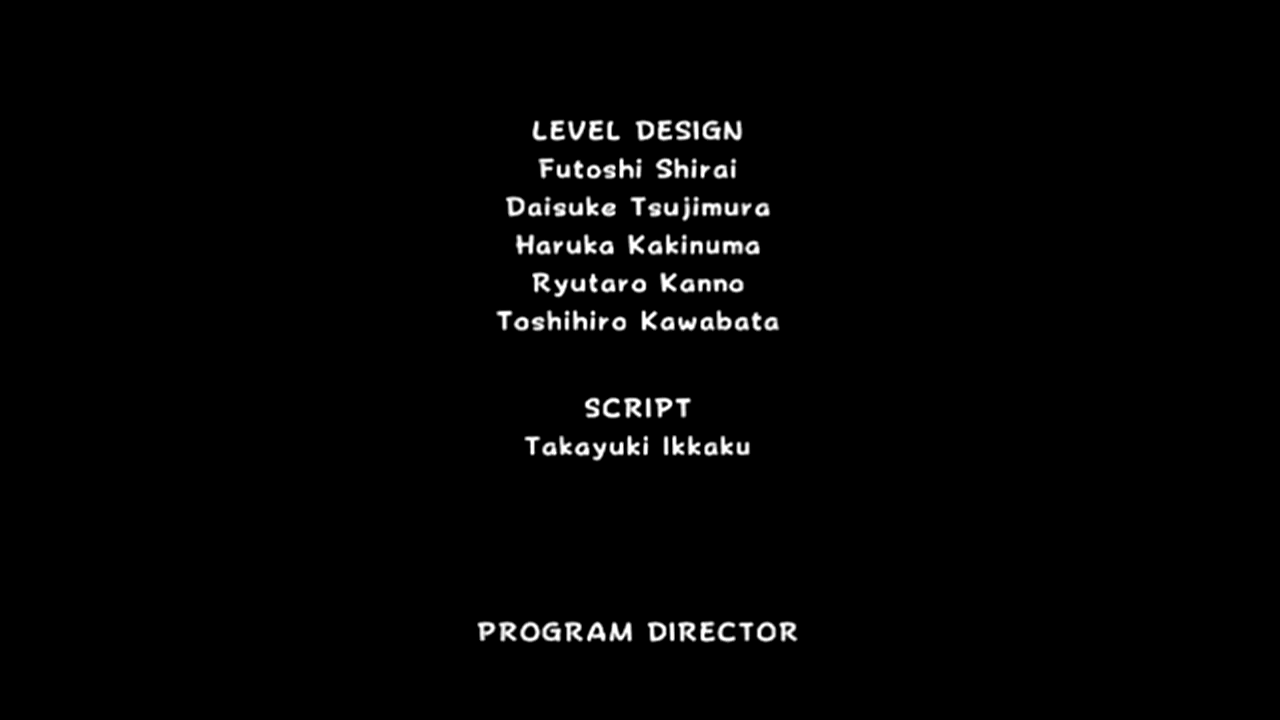 LEVEL DESIGN
Futoshi Shirai
Daisuke Tsujimura
Haruka Kakinuma
Ryutaro Kanno
Toshihiro Kawabata
SCRIPT
Takayuki Ikkaku
PROGRAM DIRECTOR